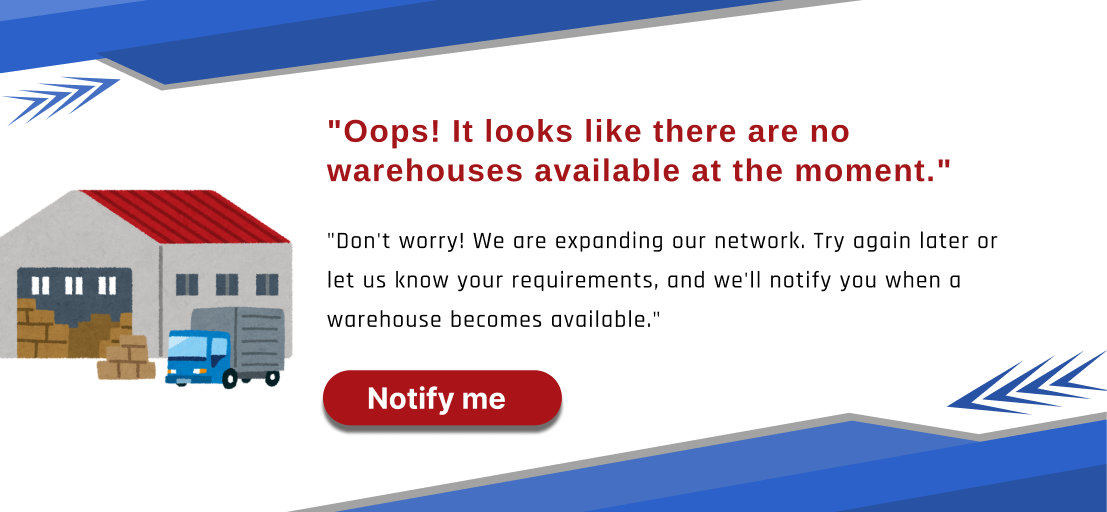 "Oops! It looks like there are no
warehouses available at the moment."
"Don't worry! We are expanding our network. Try again later or
let us know your requirements, and we'll notify you when a
warehouse becomes available."
Notify me